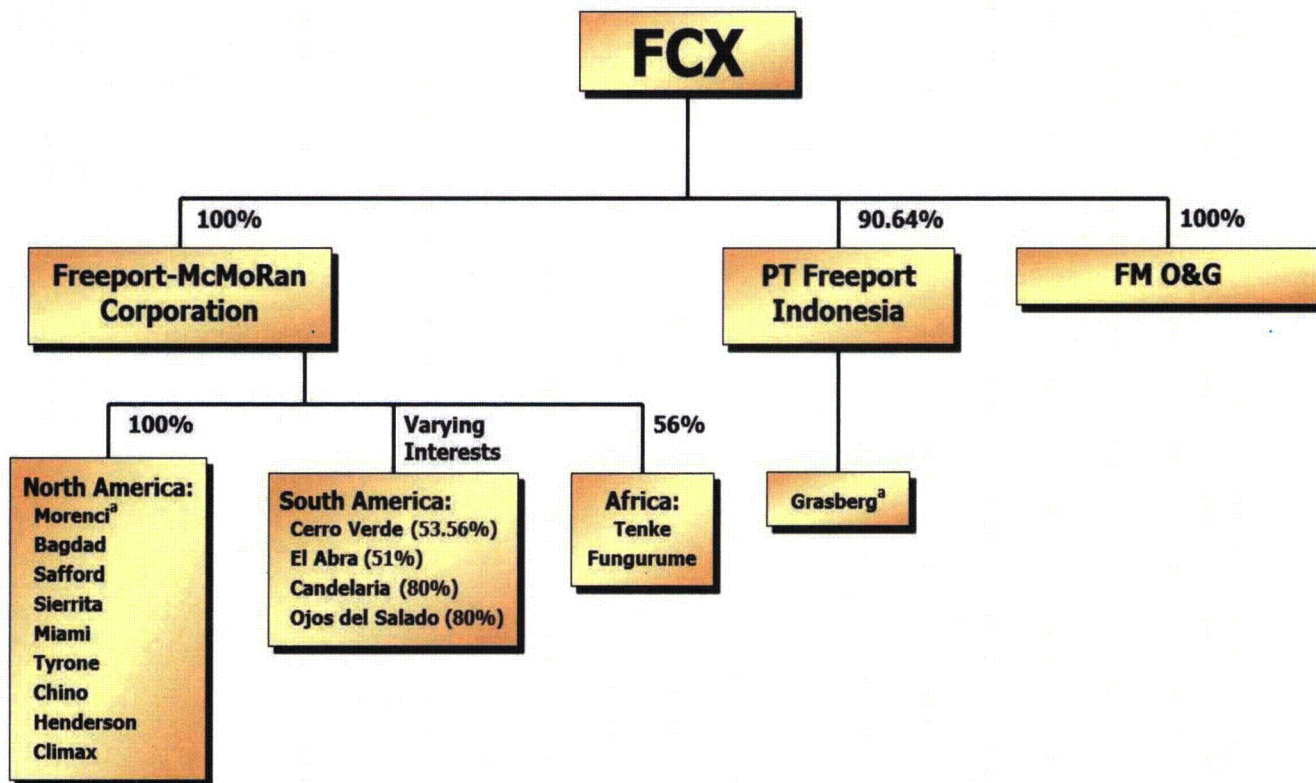 FCX
100%
90.64%
100%
Freeport-McMoRan
Corporation
PT Freeport
Indonesia
FM O&G
100%
Varying
Interests
56%
North America:
Morenciᵃ
Bagdad
Safford
Sierrita
Miami
Tyrone
Chino
Henderson
Climax
South America:
Cerro Verde (53.56%)
El Abra (51%)
Candelaria (80%)
Ojos del Salado (80%)
Africa:
Tenke
Fungurume
Grasbergᵃ